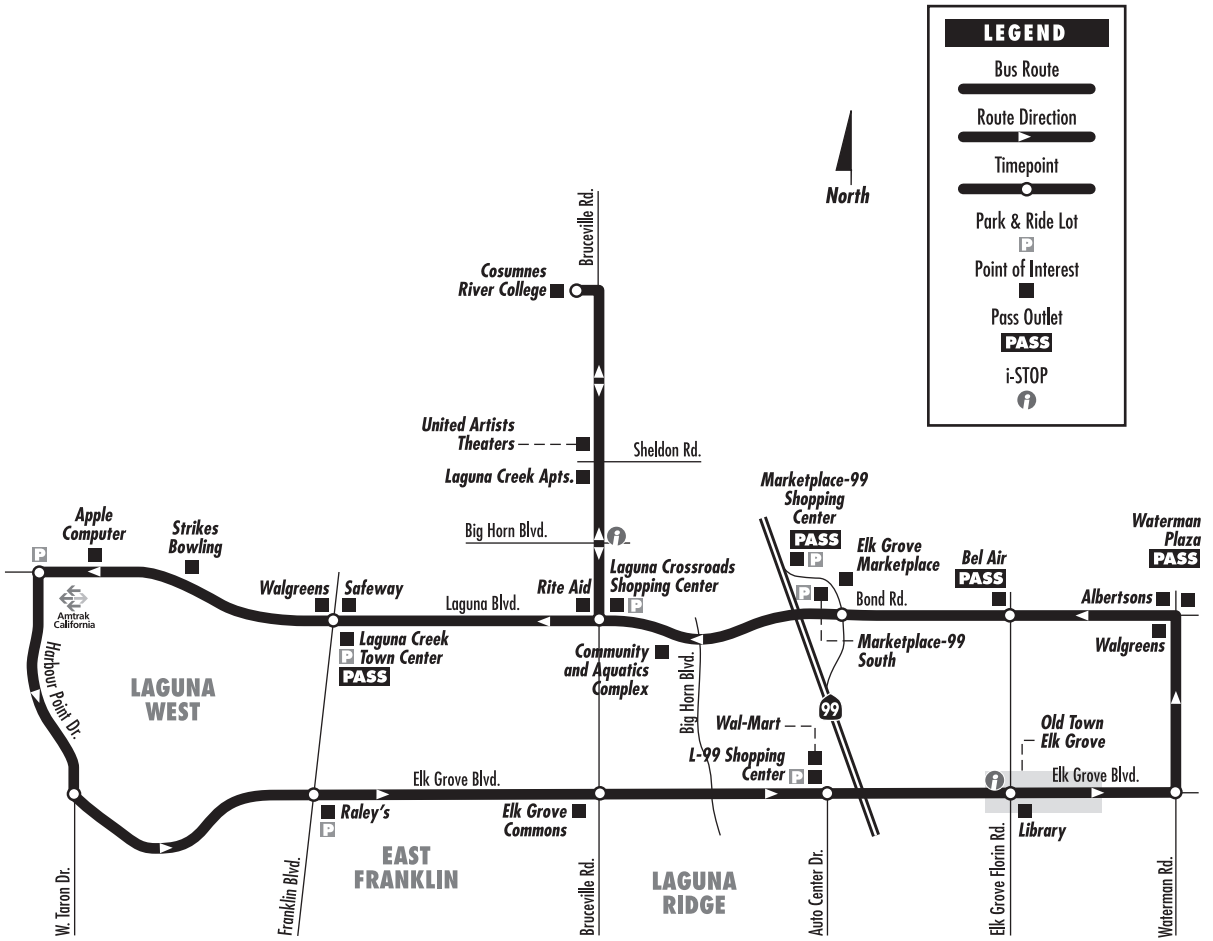 LEGEND
Bus Route
Route Direction
Timepoint
Park & Ride Lot
P
Point of Interest
Pass Outlet
PASS
i-STOP
i
North
Bruceville Rd.
Cosumnes
River College
United Artists
Theaters
Sheldon Rd.
Laguna Creek Apts.
Big Horn Blvd.
i
Marketplace-99
Shopping
Center
PASS
P
Elk Grove
Marketplace
Bel Air
PASS
Waterman
Plaza
PASS
Apple
Computer
Strikes
Bowling
P
Amtrak
California
Walgreens
Safeway
Laguna Blvd.
Rite Aid
Laguna Crossroads
Shopping Center
P
P
Bond Rd.
Albertsons
Walgreens
Laguna Creek
P Town Center
PASS
Community
and Aquatics
Complex
Marketplace-99
South
Harbour Point Dr.
LAGUNA
WEST
Big Horn Blvd.
99
Wal-Mart
L-99 Shopping
Center
P
Old Town
Elk Grove
i
Elk Grove Blvd.
Elk Grove Blvd.
Raley's
P
Elk Grove
Commons
Library
EAST
FRANKLIN
LAGUNA
RIDGE
W. Taron Dr.
Franklin Blvd.
Bruceville Rd.
Auto Center Dr.
Elk Grove Florin Rd.
Waterman Rd.